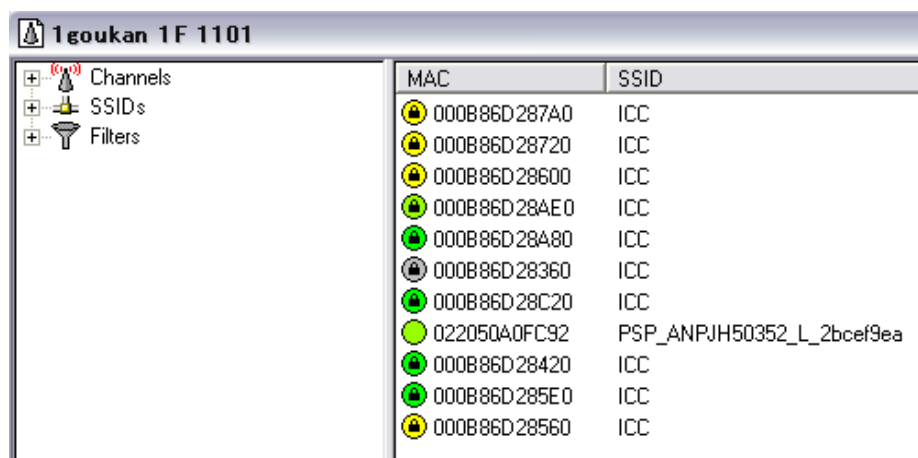 1goukan 1F 1101
Channels
SSIDs
Filters
MAC SSID
000B86D287A0 ICC
000B86D28720 ICC
000B86D28600 ICC
000B86D28AE0 ICC
000B86D28A80 ICC
000B86D28360 ICC
000B86D28C20 ICC
022050A0FC92 PSP_ANPJH50352_L_2bcef9ea
000B86D28420 ICC
000B86D285E0 ICC
000B86D28560 ICC